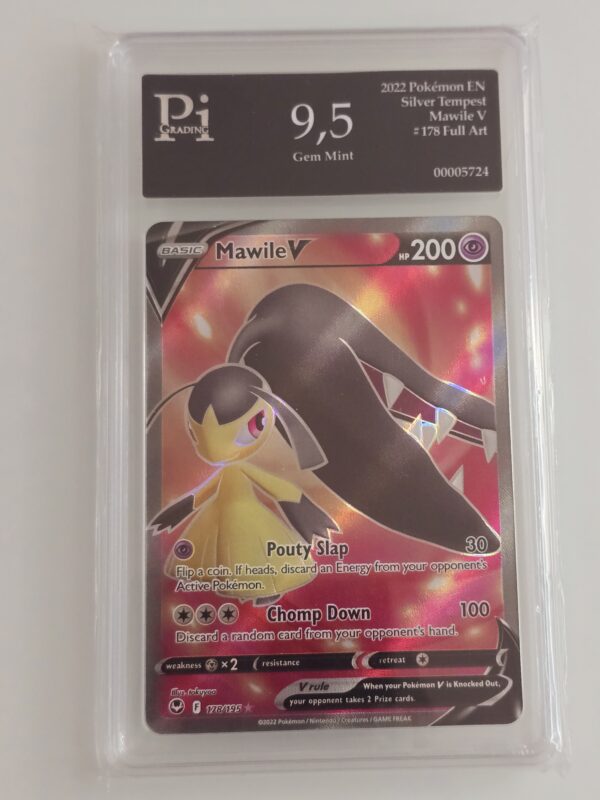 Pi
GRADING
9,5
Gem Mint
2022 Pokémon EN
Silver Tempest
Mawile V
#178 Full Art
00005724
BASIC Mawile V HP 200
Pouty Slap 30
Flip a coin. If heads, discard an Energy from your opponent's
Active Pokémon.
Chomp Down 100
Discard a random card from your opponent's hand.
weakness ×2 resistance retreat
Illus. tokuyoa
V rule When your Pokémon V is Knocked Out,
your opponent takes 2 Prize cards.
F 178/195 ★
©2022 Pokémon / Nintendo / Creatures / GAME FREAK